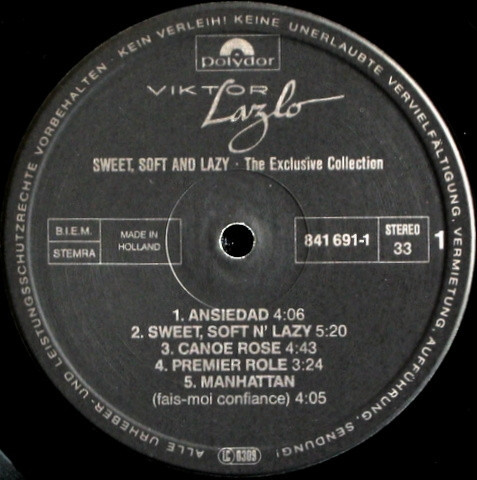 ALLE URHEBER- UND LEISTUNGSSCHUTZRECHTE VORBEHALTEN · KEIN VERLEIH! KEINE UNERLAUBTE VERVIELFÄLTIGUNG, VERMIETUNG, AUFFÜHRUNG, SENDUNG!
polydor
VIKTOR
Lazlo
SWEET, SOFT AND LAZY · The Exclusive Collection
B.I.E.M.
STEMRA
MADE IN
HOLLAND
841 691-1
STEREO
33
1
1. ANSIEDAD 4:06
2. SWEET, SOFT N' LAZY 5:20
3. CANOE ROSE 4:43
4. PREMIER ROLE 3:24
5. MANHATTAN
(fais-moi confiance) 4:05
LC 0309